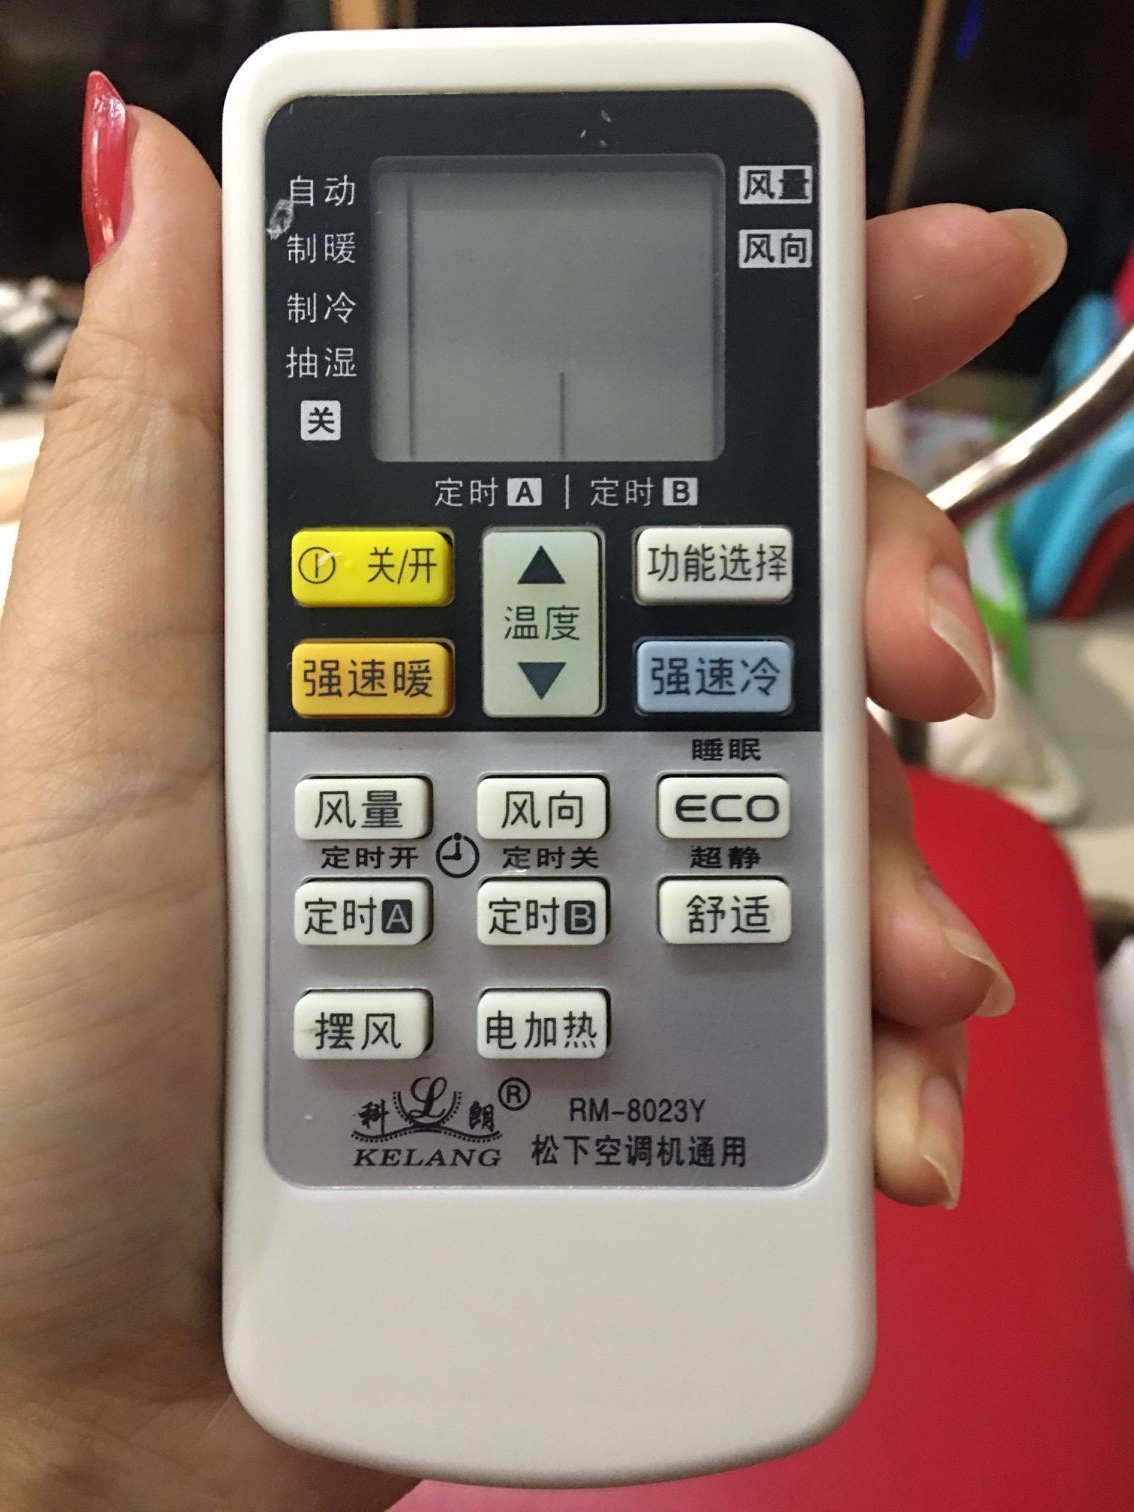 自动
制暖
制冷
抽湿
关
风量
风向
定时A | 定时B
关/开
温度
功能选择
强速暖
强速冷
睡眠
风量
风向
ECO
定时开
定时关
超静
定时A
定时B
舒适
摆风
电加热
科L朗®
KELANG
RM-8023Y
松下空调机通用